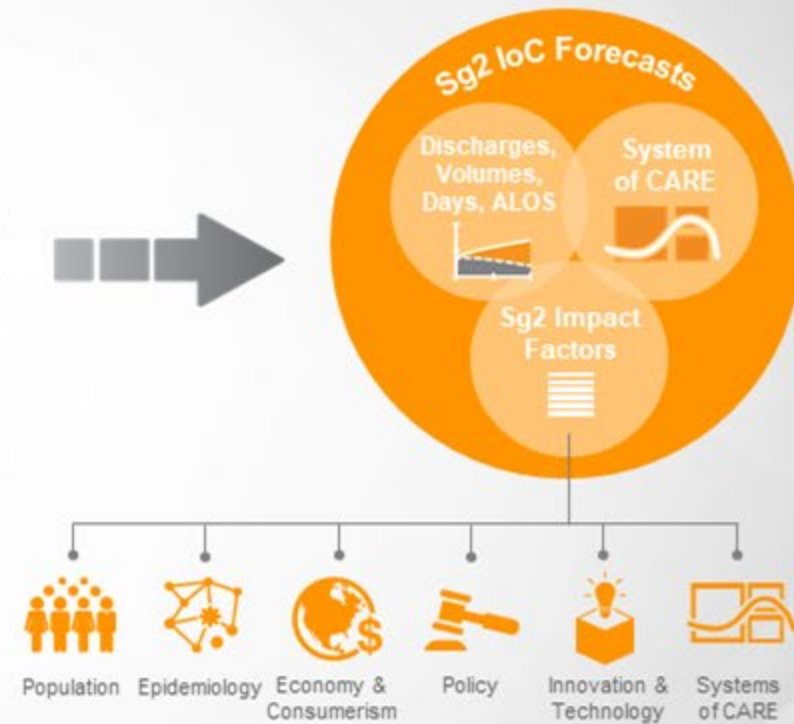 Sg2 IoC Forecasts
Discharges,
Volumes,
Days, ALOS
System
of CARE
Sg2 Impact
Factors
Population
Epidemiology
Economy &
Consumerism
Policy
Innovation &
Technology
Systems
of CARE